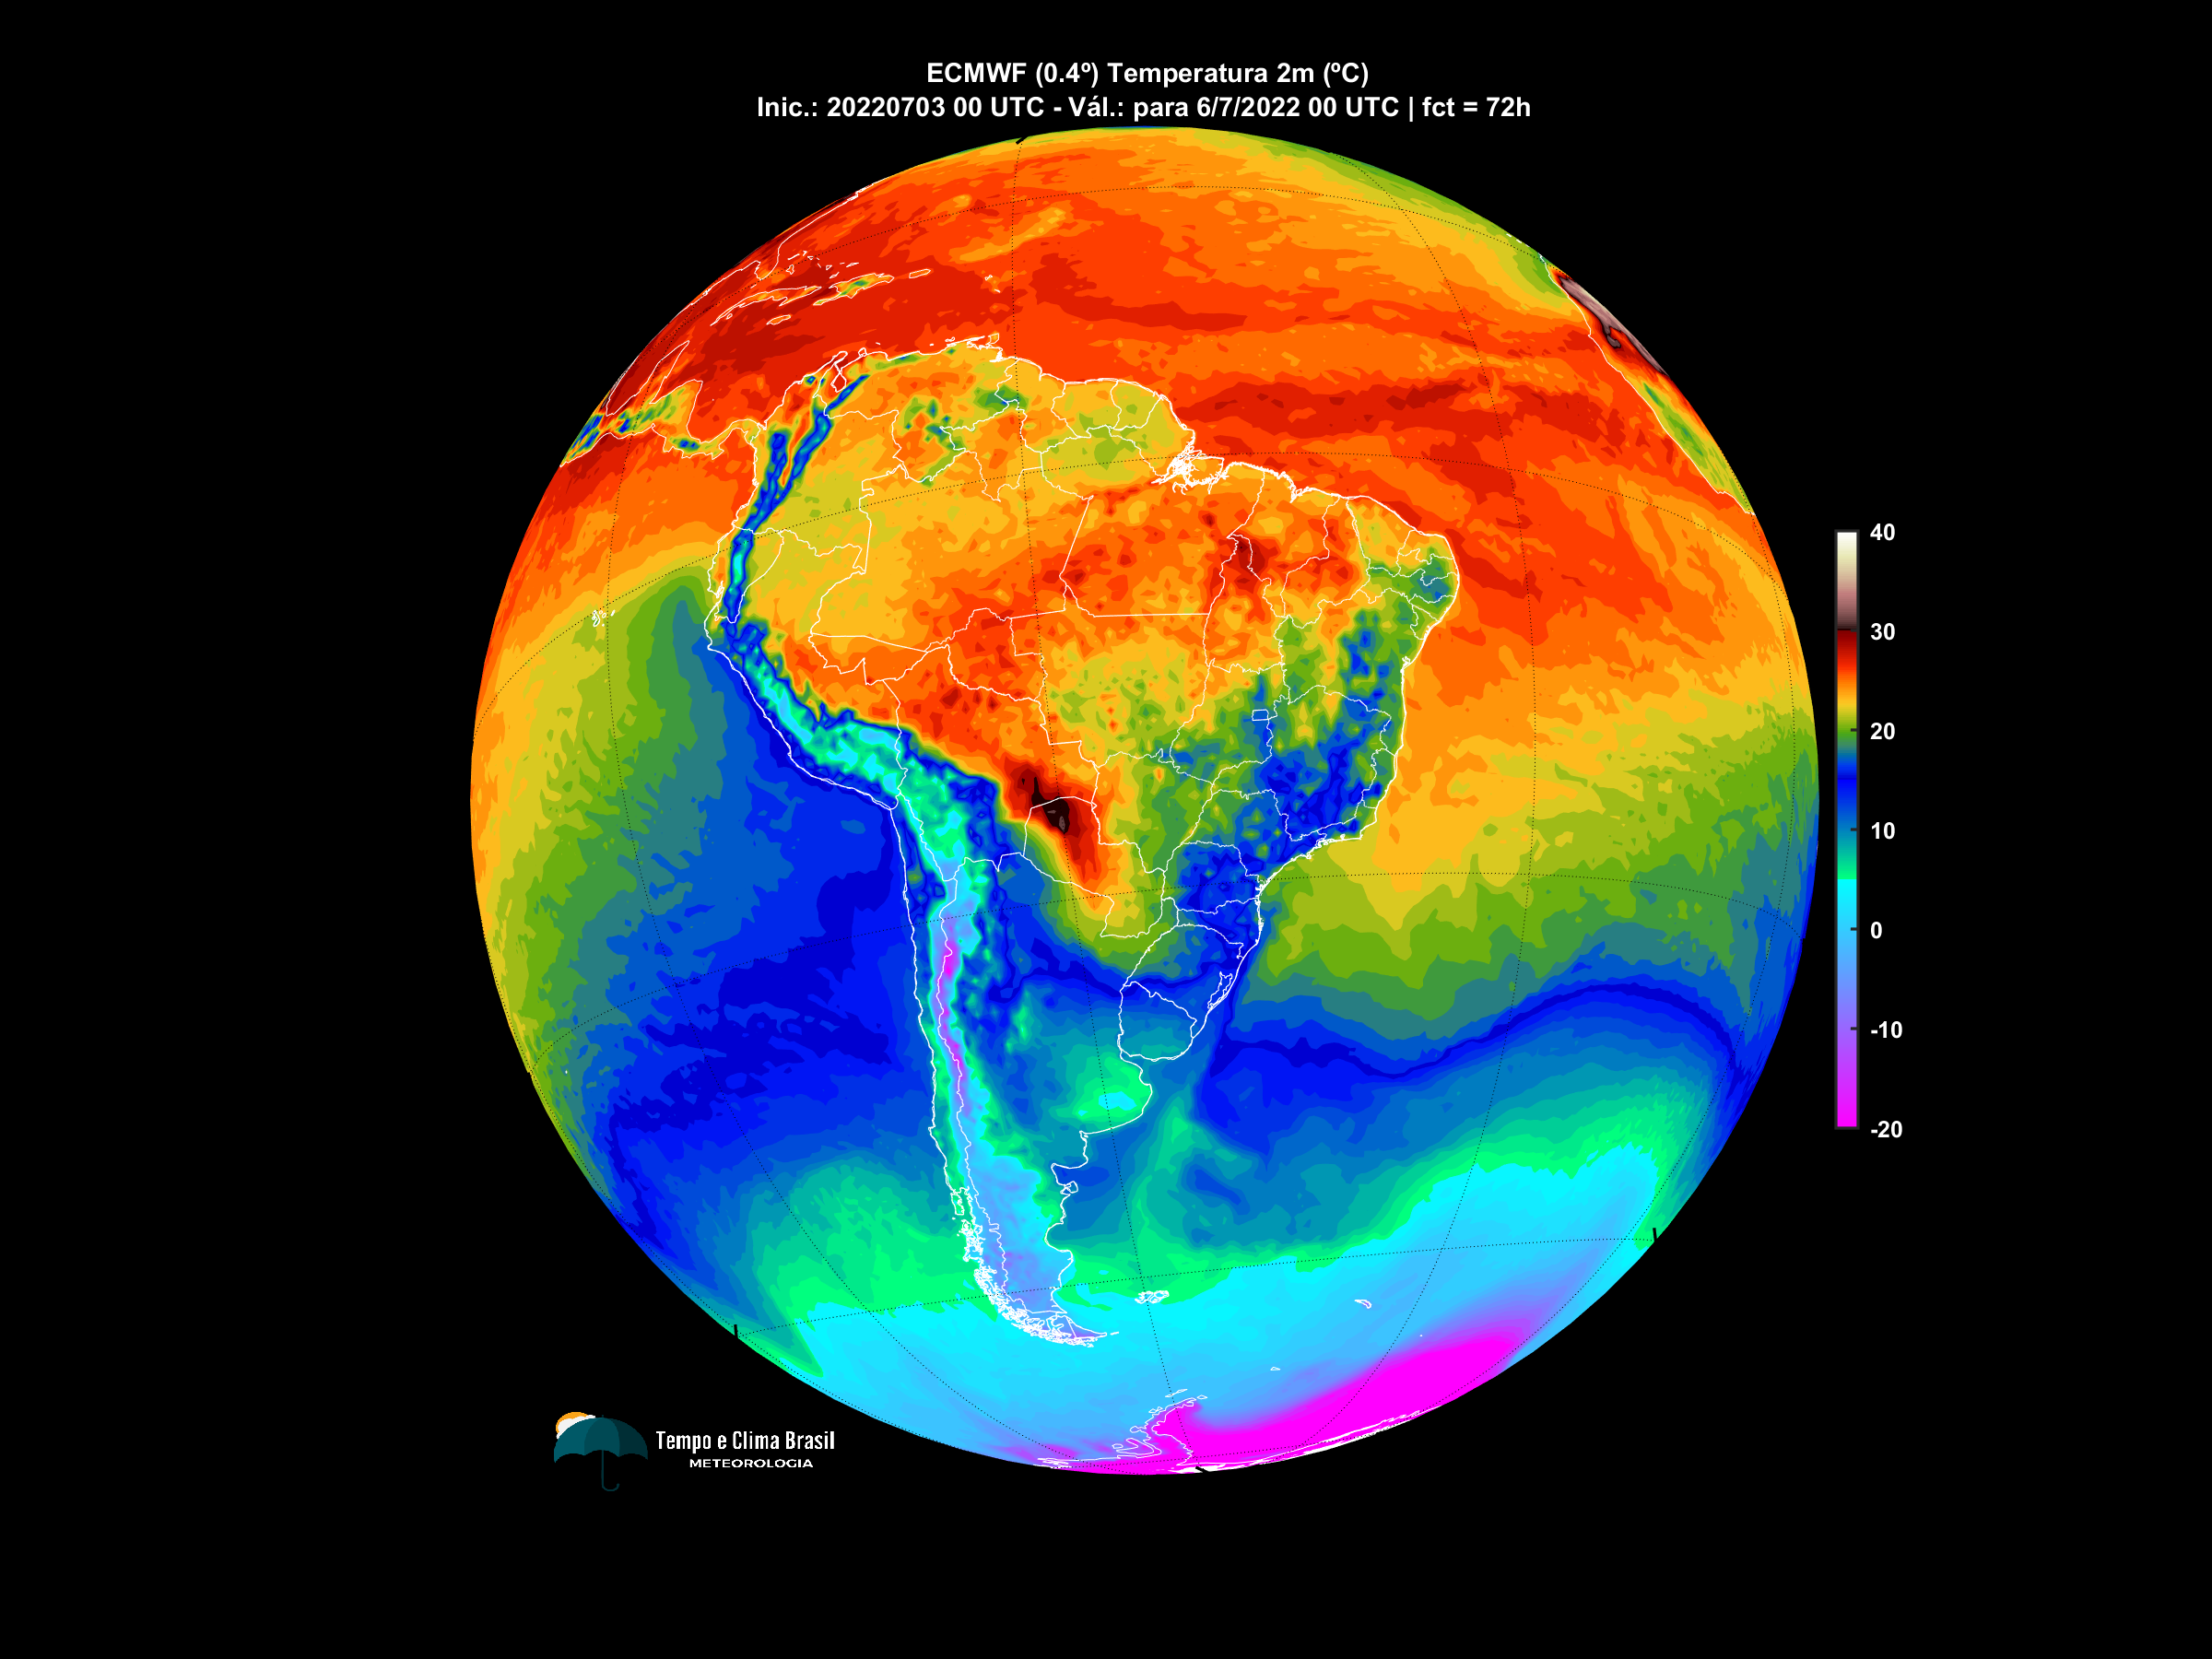 ECMWF (0.4º) Temperatura 2m (ºC)
Inic.: 20220703 00 UTC - Vál.: para 6/7/2022 00 UTC | fct = 72h
40
30
20
10
0
-10
-20
Tempo e Clima Brasil
METEOROLOGIA